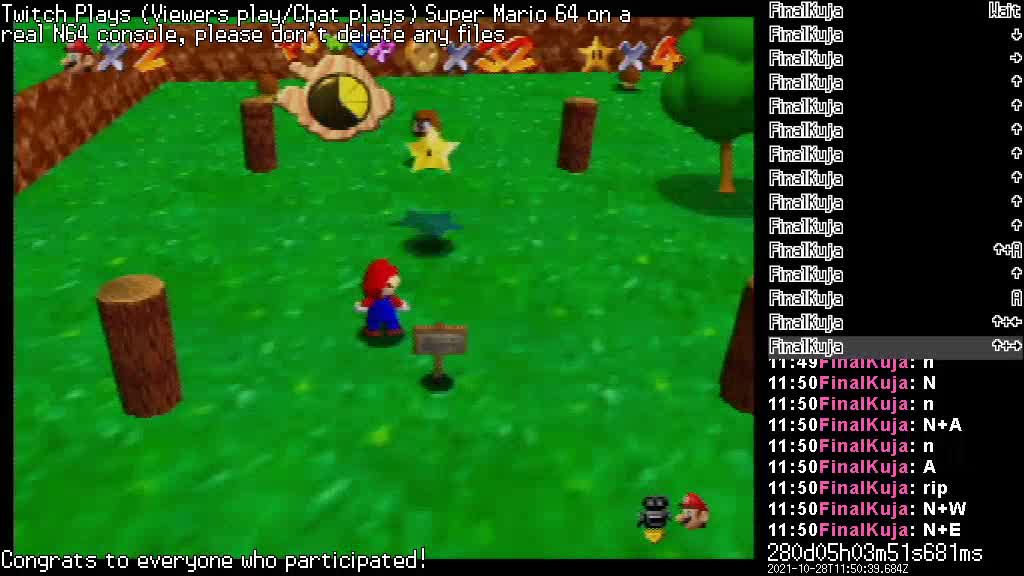 Twitch Plays (Viewers play/Chat plays) Super Mario 64 on a
real N64 console, please don't delete any files
X 2
X 32
X 4
Congrats to everyone who participated!
FinalKuja Wait
FinalKuja ↓
FinalKuja →
FinalKuja ↑
FinalKuja ↑
FinalKuja ↑
FinalKuja ↑
FinalKuja ↑
FinalKuja ↑
FinalKuja ↑
FinalKuja ↑+A
FinalKuja ↑
FinalKuja A
FinalKuja ↑+←
FinalKuja ↑+→
11:49FinalKuja: n
11:50FinalKuja: N
11:50FinalKuja: n
11:50FinalKuja: N+A
11:50FinalKuja: n
11:50FinalKuja: A
11:50FinalKuja: rip
11:50FinalKuja: N+W
11:50FinalKuja: N+E
280d05h03m51s681ms
2021-10-28T11:50:39.684Z